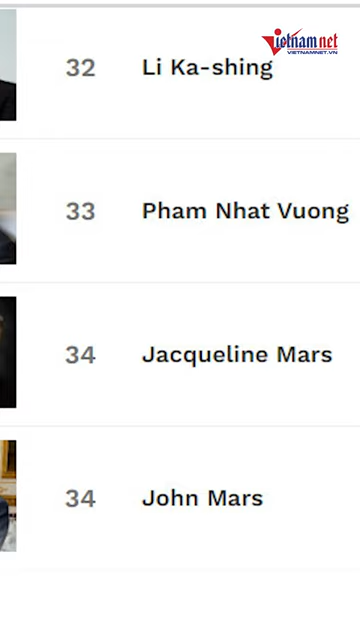 Vietnamnet
VIETNAMNET.VN
32 Li Ka-shing
33 Pham Nhat Vuong
34 Jacqueline Mars
34 John Mars